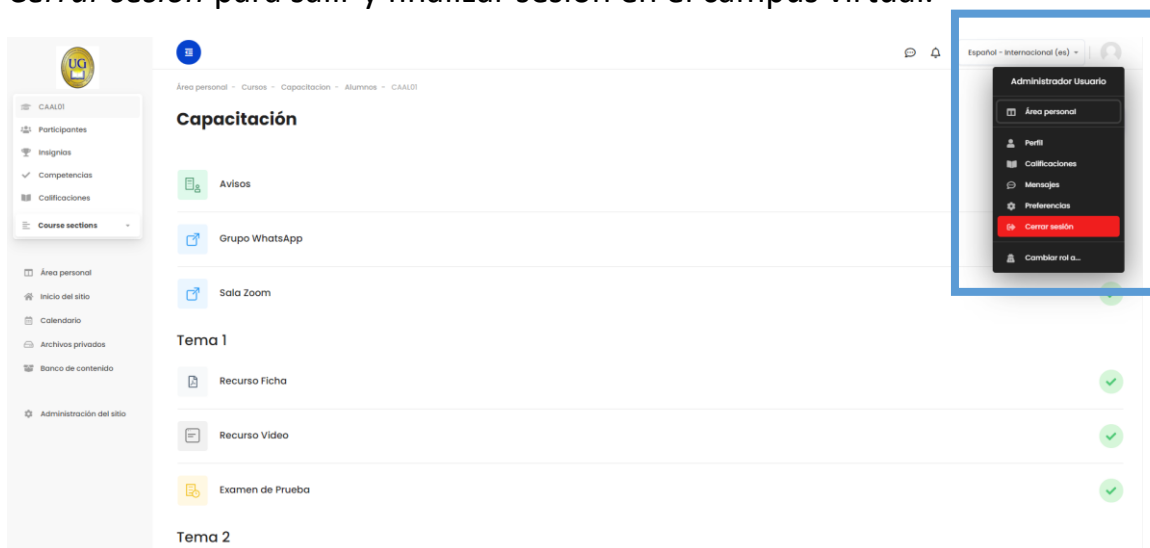 Cerrar sesión para salir y finalizar sesión en el campus virtual.
UG
Español - Internacional (es)
CAAL01
Participantes
Insignias
Competencias
Calificaciones
Course sections
Área personal
Inicio del sitio
Calendario
Archivos privados
Banco de contenido
Administración del sitio
Área personal - Cursos - Capacitacion - Alumnos - CAAL01
Capacitación
Avisos
Grupo WhatsApp
Sala Zoom
Tema 1
Recurso Ficha
Recurso Video
Examen de Prueba
Tema 2
Administrador Usuario
Área personal
Perfil
Calificaciones
Mensajes
Preferencias
Cerrar sesión
Cambiar rol a...